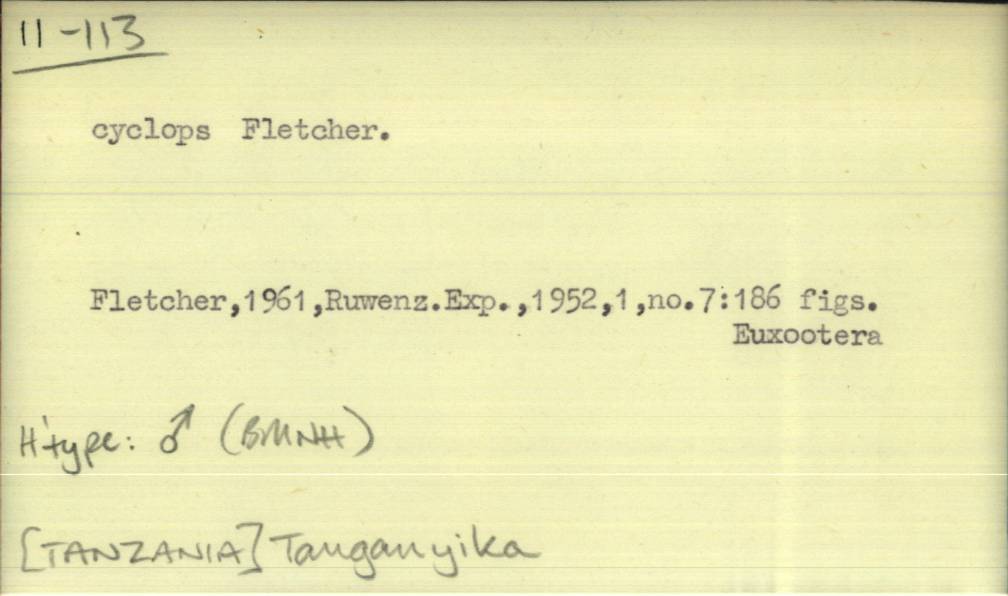 11-113
cyclops Fletcher.
Fletcher,1961,Ruwenz.Exp.,1952,1,no.7:186 figs.
Euxootera
H'type: ♂ (BMNH)
[TANZANIA] Tanganyika